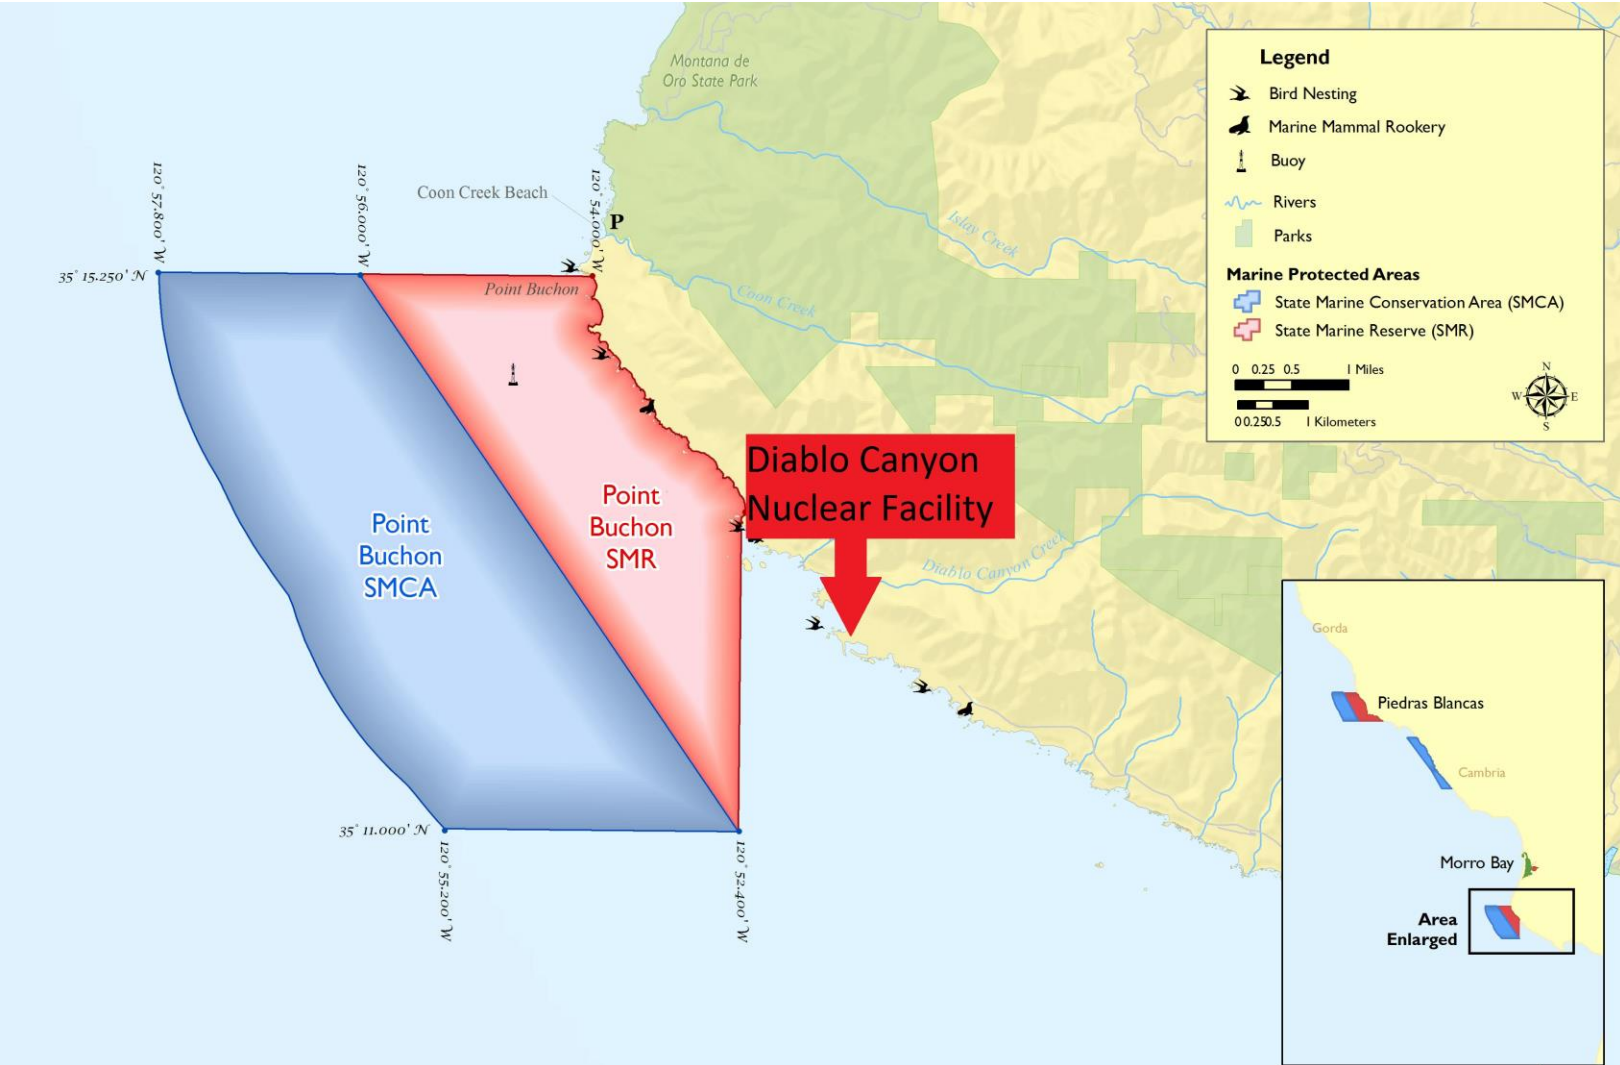 Montana de
Oro State Park
Coon Creek Beach
P
120° 57.800' W
120° 56.000' W
120° 54.000' W
35° 15.250' N
Point Buchon
Islay Creek
Coon Creek
Point
Buchon
SMCA
Point
Buchon
SMR
Diablo Canyon
Nuclear Facility
Diablo Canyon Creek
35° 11.000' N
120° 55.200' W
120° 52.400' W
Legend
Bird Nesting
Marine Mammal Rookery
Buoy
Rivers
Parks
Marine Protected Areas
State Marine Conservation Area (SMCA)
State Marine Reserve (SMR)
0 0.25 0.5 1 Miles
0 0.25 0.5 1 Kilometers
N
W E
S
Gorda
Piedras Blancas
Cambria
Morro Bay
Area
Enlarged